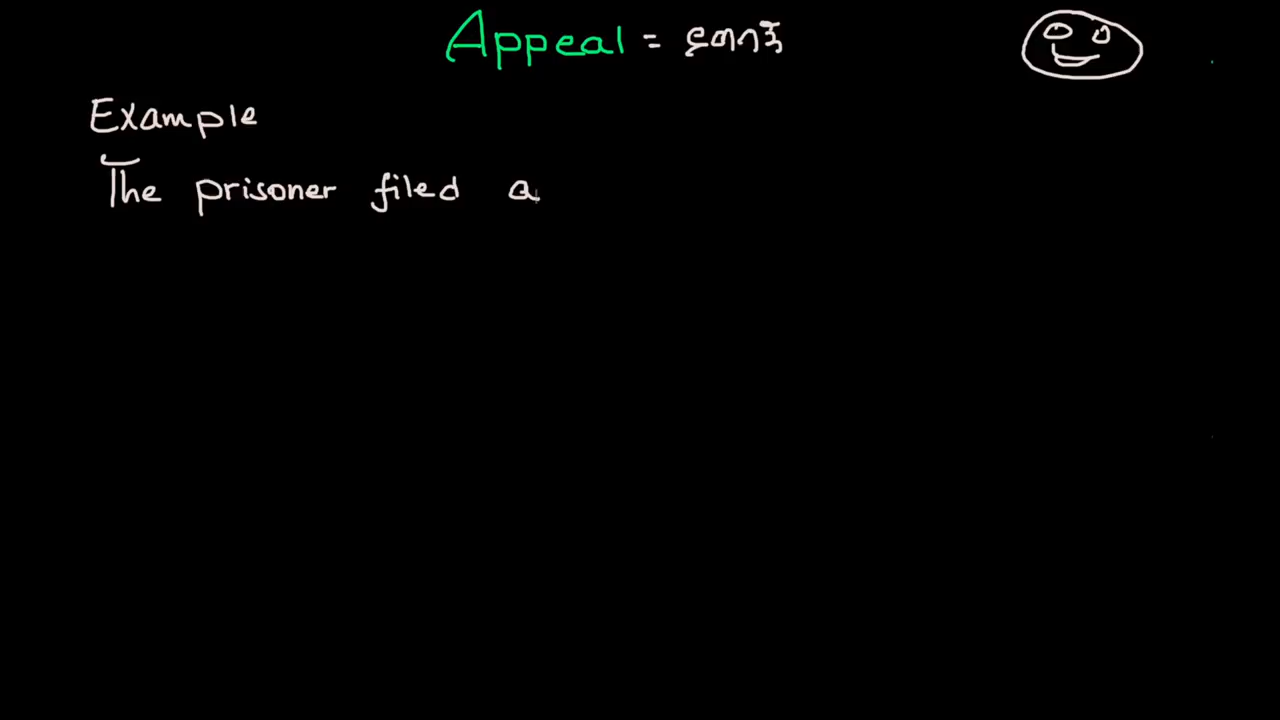 Appeal =
Example
The prisoner filed a